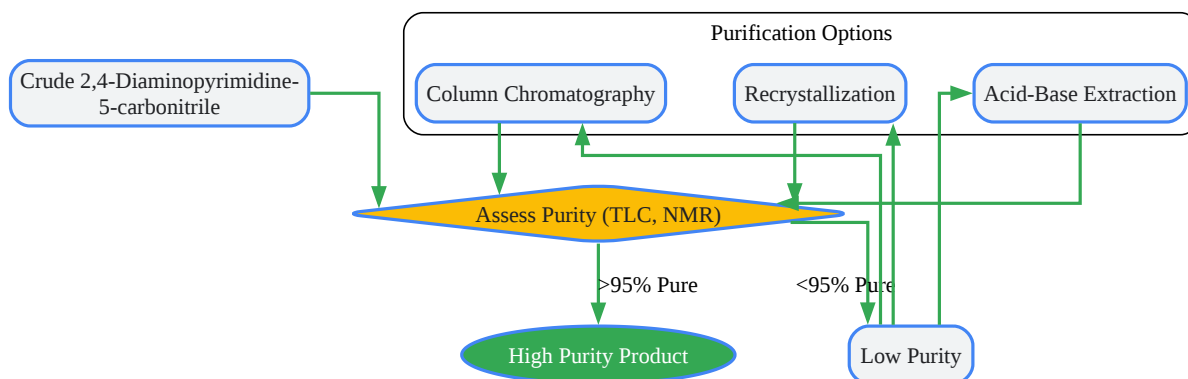 Purification Options
Crude 2,4-Diaminopyrimidine-
5-carbonitrile
Column Chromatography
Recrystallization
Acid-Base Extraction
Assess Purity (TLC, NMR)
>95% Pure
<95% Pure
High Purity Product
Low Purity